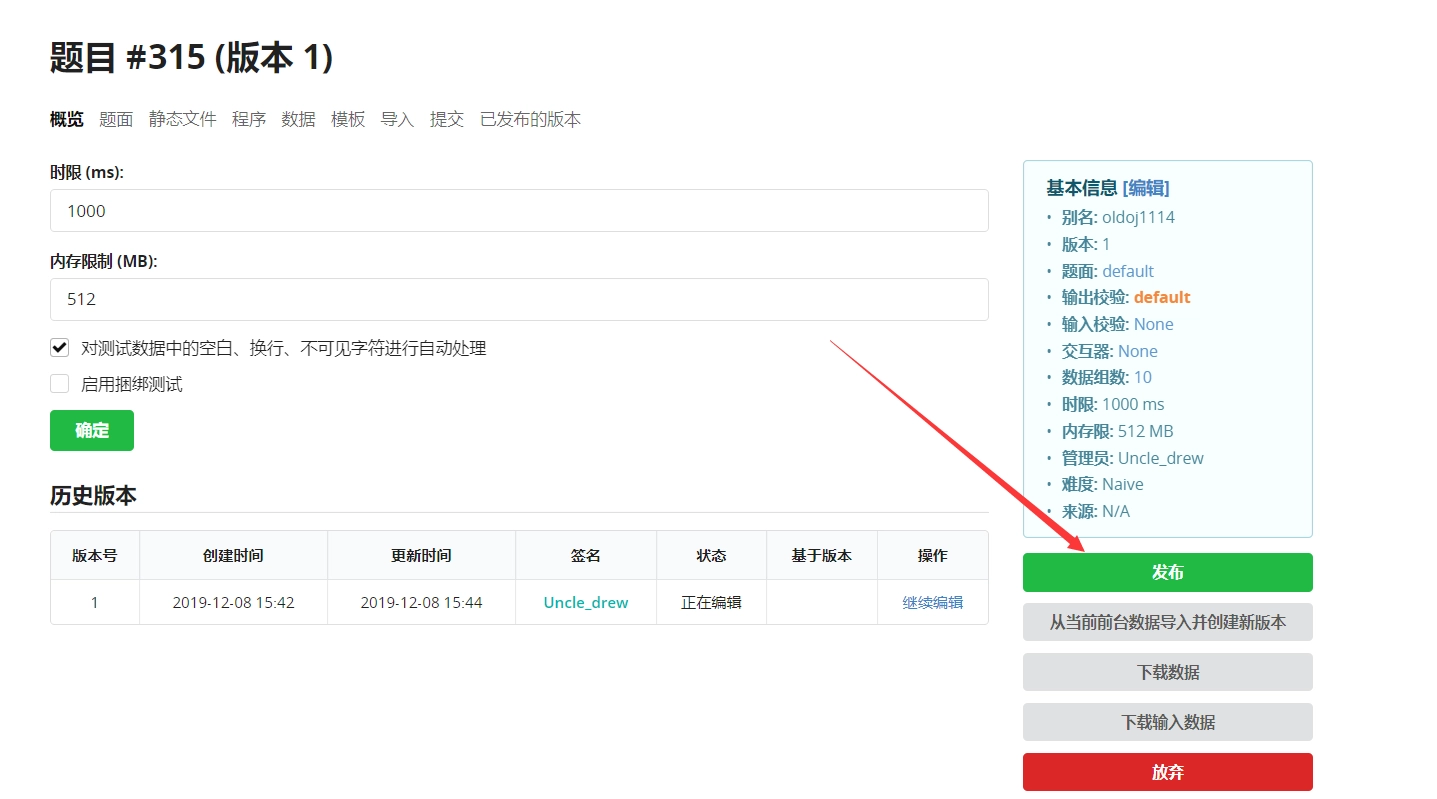 题目 #315 (版本 1)
概览 题面 静态文件 程序 数据 模板 导入 提交 已发布的版本
时限 (ms):
1000
内存限制 (MB):
512
对测试数据中的空白、换行、不可见字符进行自动处理
启用捆绑测试
确定
历史版本
版本号 创建时间 更新时间 签名 状态 基于版本 操作
1 2019-12-08 15:42 2019-12-08 15:44 Uncle_drew 正在编辑 继续编辑
基本信息 [编辑]
• 别名: oldoj1114
• 版本: 1
• 题面: default
• 输出校验: default
• 输入校验: None
• 交互器: None
• 数据组数: 10
• 时限: 1000 ms
• 内存限: 512 MB
• 管理员: Uncle_drew
• 难度: Naive
• 来源: N/A
发布
从当前前台数据导入并创建新版本
下载数据
下载输入数据
放弃